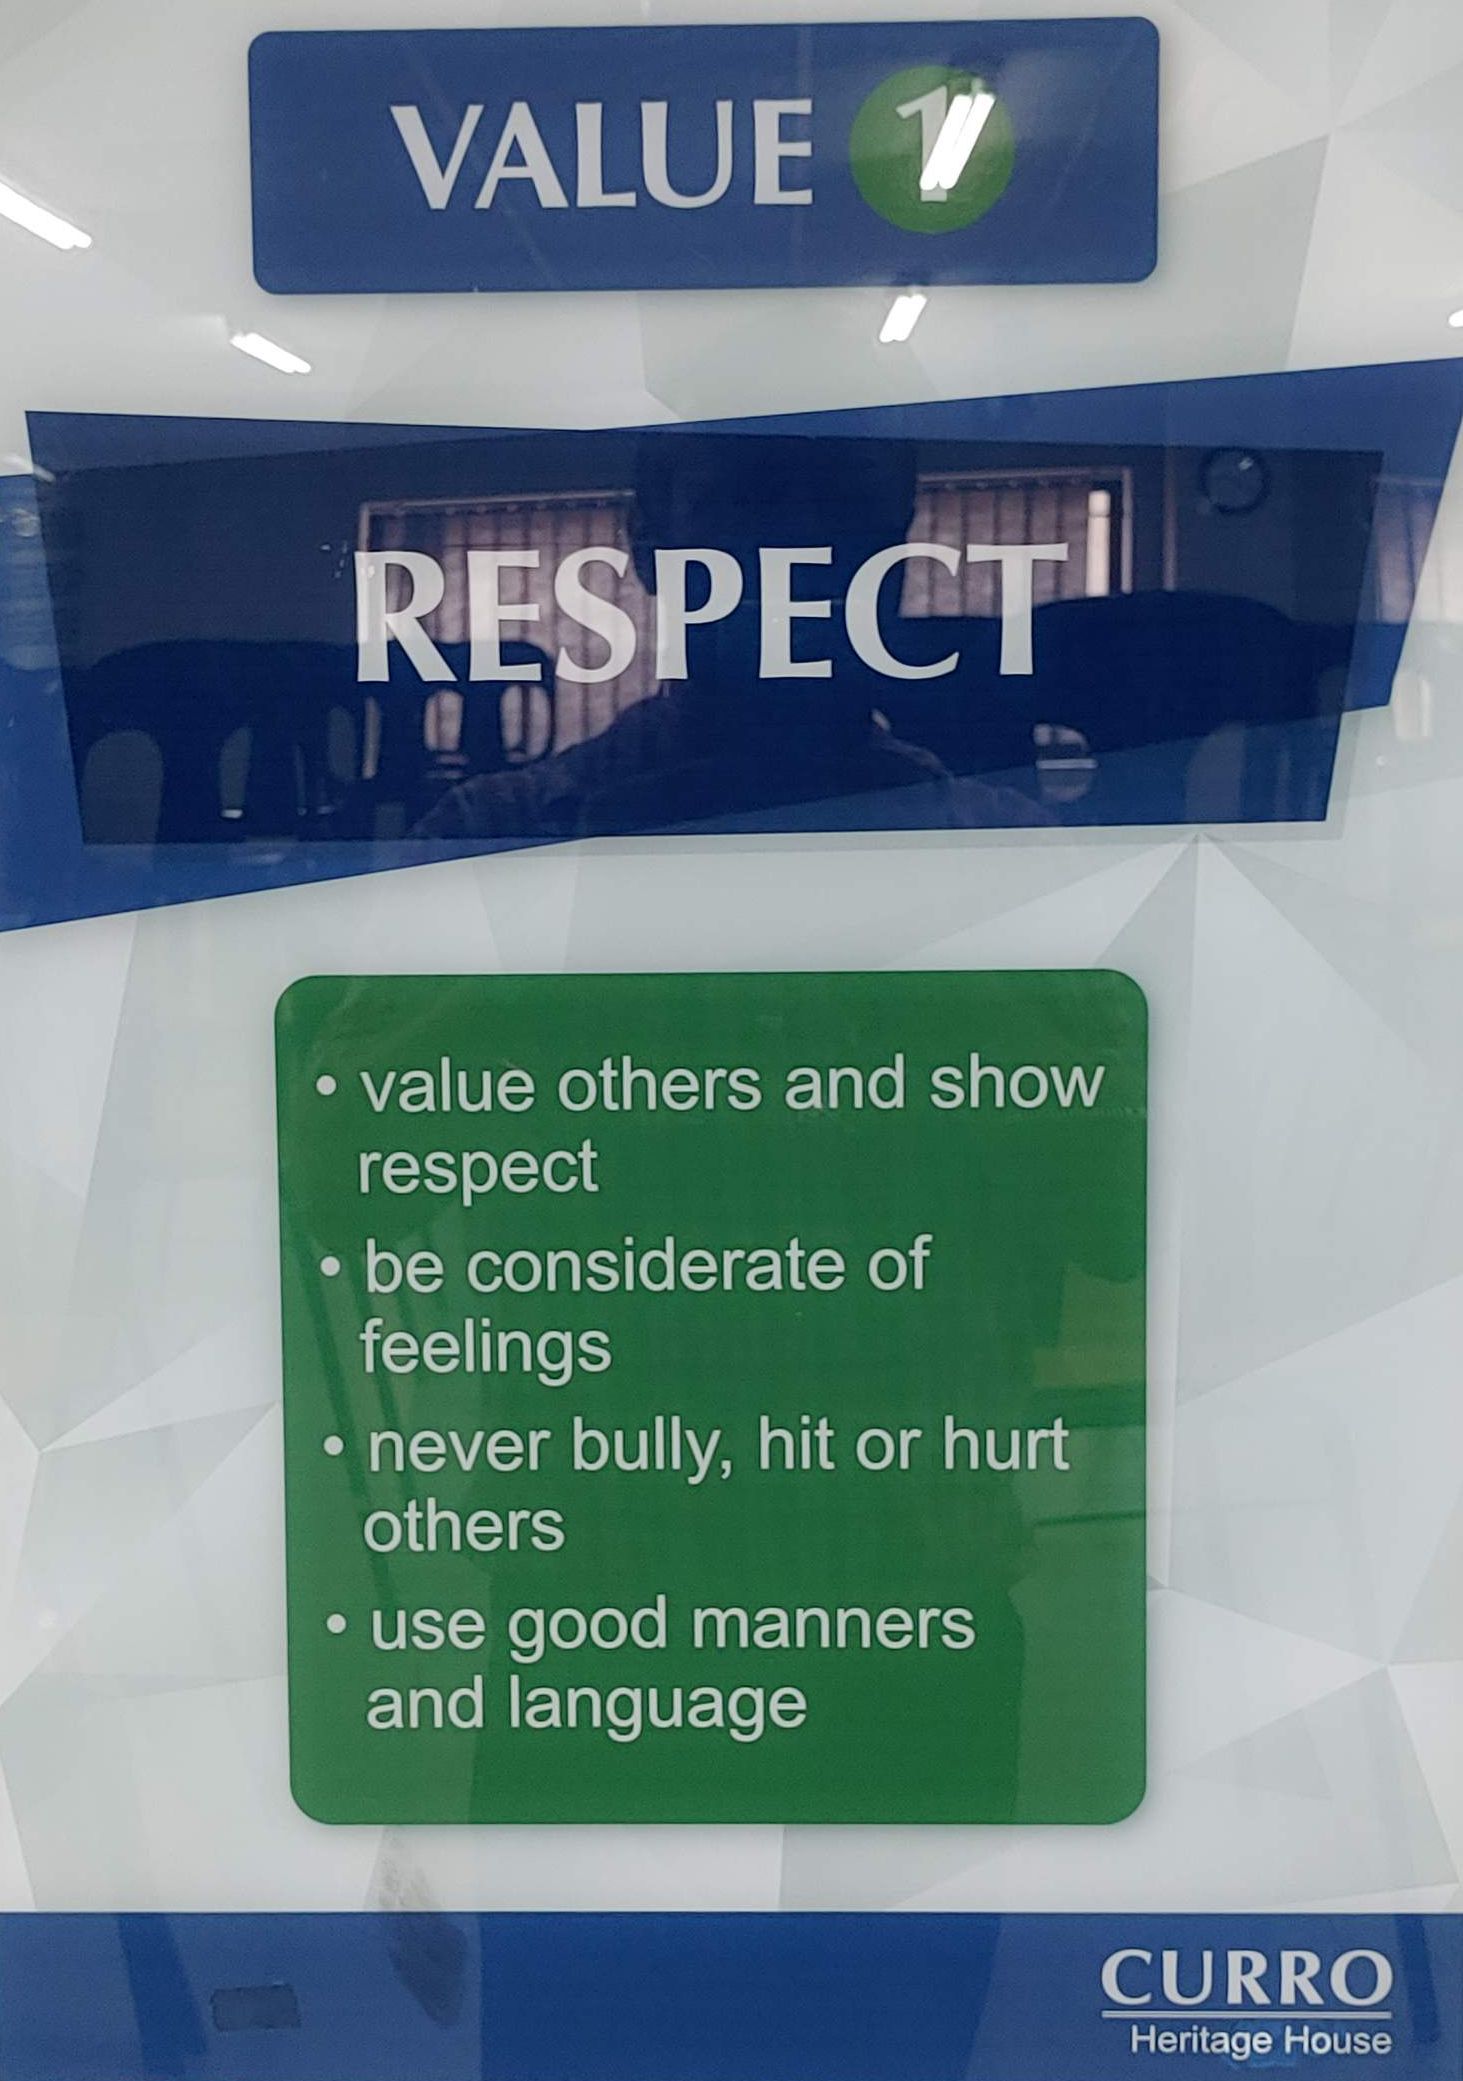 VALUE 1
RESPECT
• value others and show
respect
• be considerate of
feelings
• never bully, hit or hurt
others
• use good manners
and language
CURRO
Heritage House